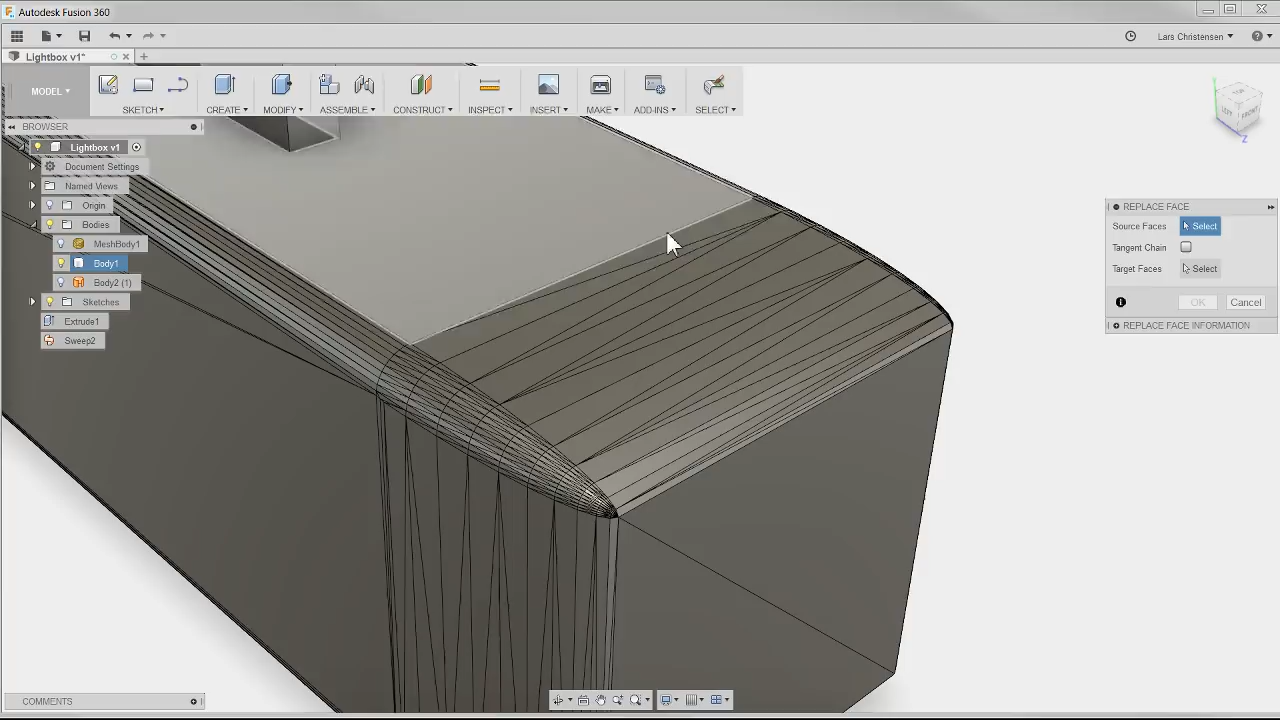 Autodesk Fusion 360
Lars Christensen
Lightbox v1*
MODEL
SKETCH
CREATE
MODIFY
ASSEMBLE
CONSTRUCT
INSPECT
INSERT
MAKE
ADD-INS
SELECT
BROWSER
Lightbox v1
Document Settings
Named Views
Origin
Bodies
MeshBody1
Body1
Body2 (1)
Sketches
Extrude1
Sweep2
LEFT
FRONT
Z
REPLACE FACE
Source Faces Select
Tangent Chain
Target Faces Select
OK Cancel
REPLACE FACE INFORMATION
COMMENTS